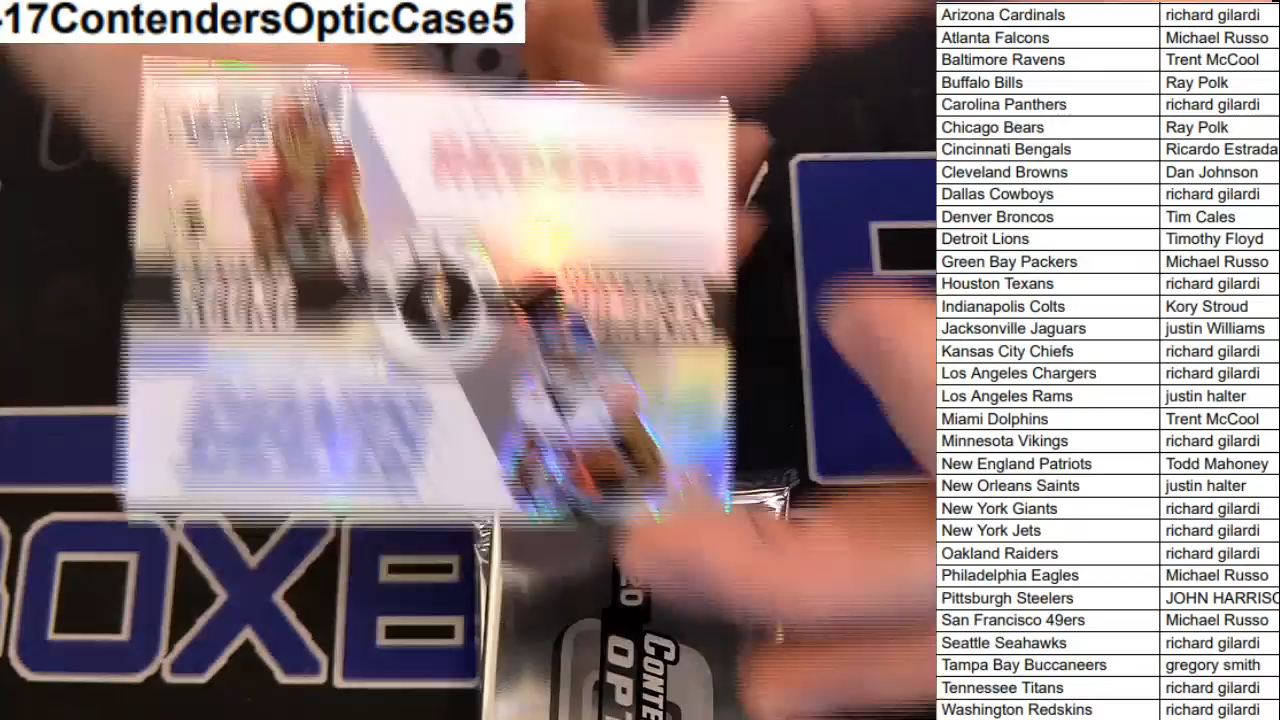 -17ContendersOpticCase5
Arizona Cardinals richard gilardi
Atlanta Falcons Michael Russo
Baltimore Ravens Trent McCool
Buffalo Bills Ray Polk
Carolina Panthers richard gilardi
Chicago Bears Ray Polk
Cincinnati Bengals Ricardo Estrada
Cleveland Browns Dan Johnson
Dallas Cowboys richard gilardi
Denver Broncos Tim Cales
Detroit Lions Timothy Floyd
Green Bay Packers Michael Russo
Houston Texans richard gilardi
Indianapolis Colts Kory Stroud
Jacksonville Jaguars justin Williams
Kansas City Chiefs richard gilardi
Los Angeles Chargers richard gilardi
Los Angeles Rams justin halter
Miami Dolphins Trent McCool
Minnesota Vikings richard gilardi
New England Patriots Todd Mahoney
New Orleans Saints justin halter
New York Giants richard gilardi
New York Jets richard gilardi
Oakland Raiders richard gilardi
Philadelphia Eagles Michael Russo
Pittsburgh Steelers JOHN HARRISO
San Francisco 49ers Michael Russo
Seattle Seahawks richard gilardi
Tampa Bay Buccaneers gregory smith
Tennessee Titans richard gilardi
Washington Redskins richard gilardi
OXB
CONTE
OPT